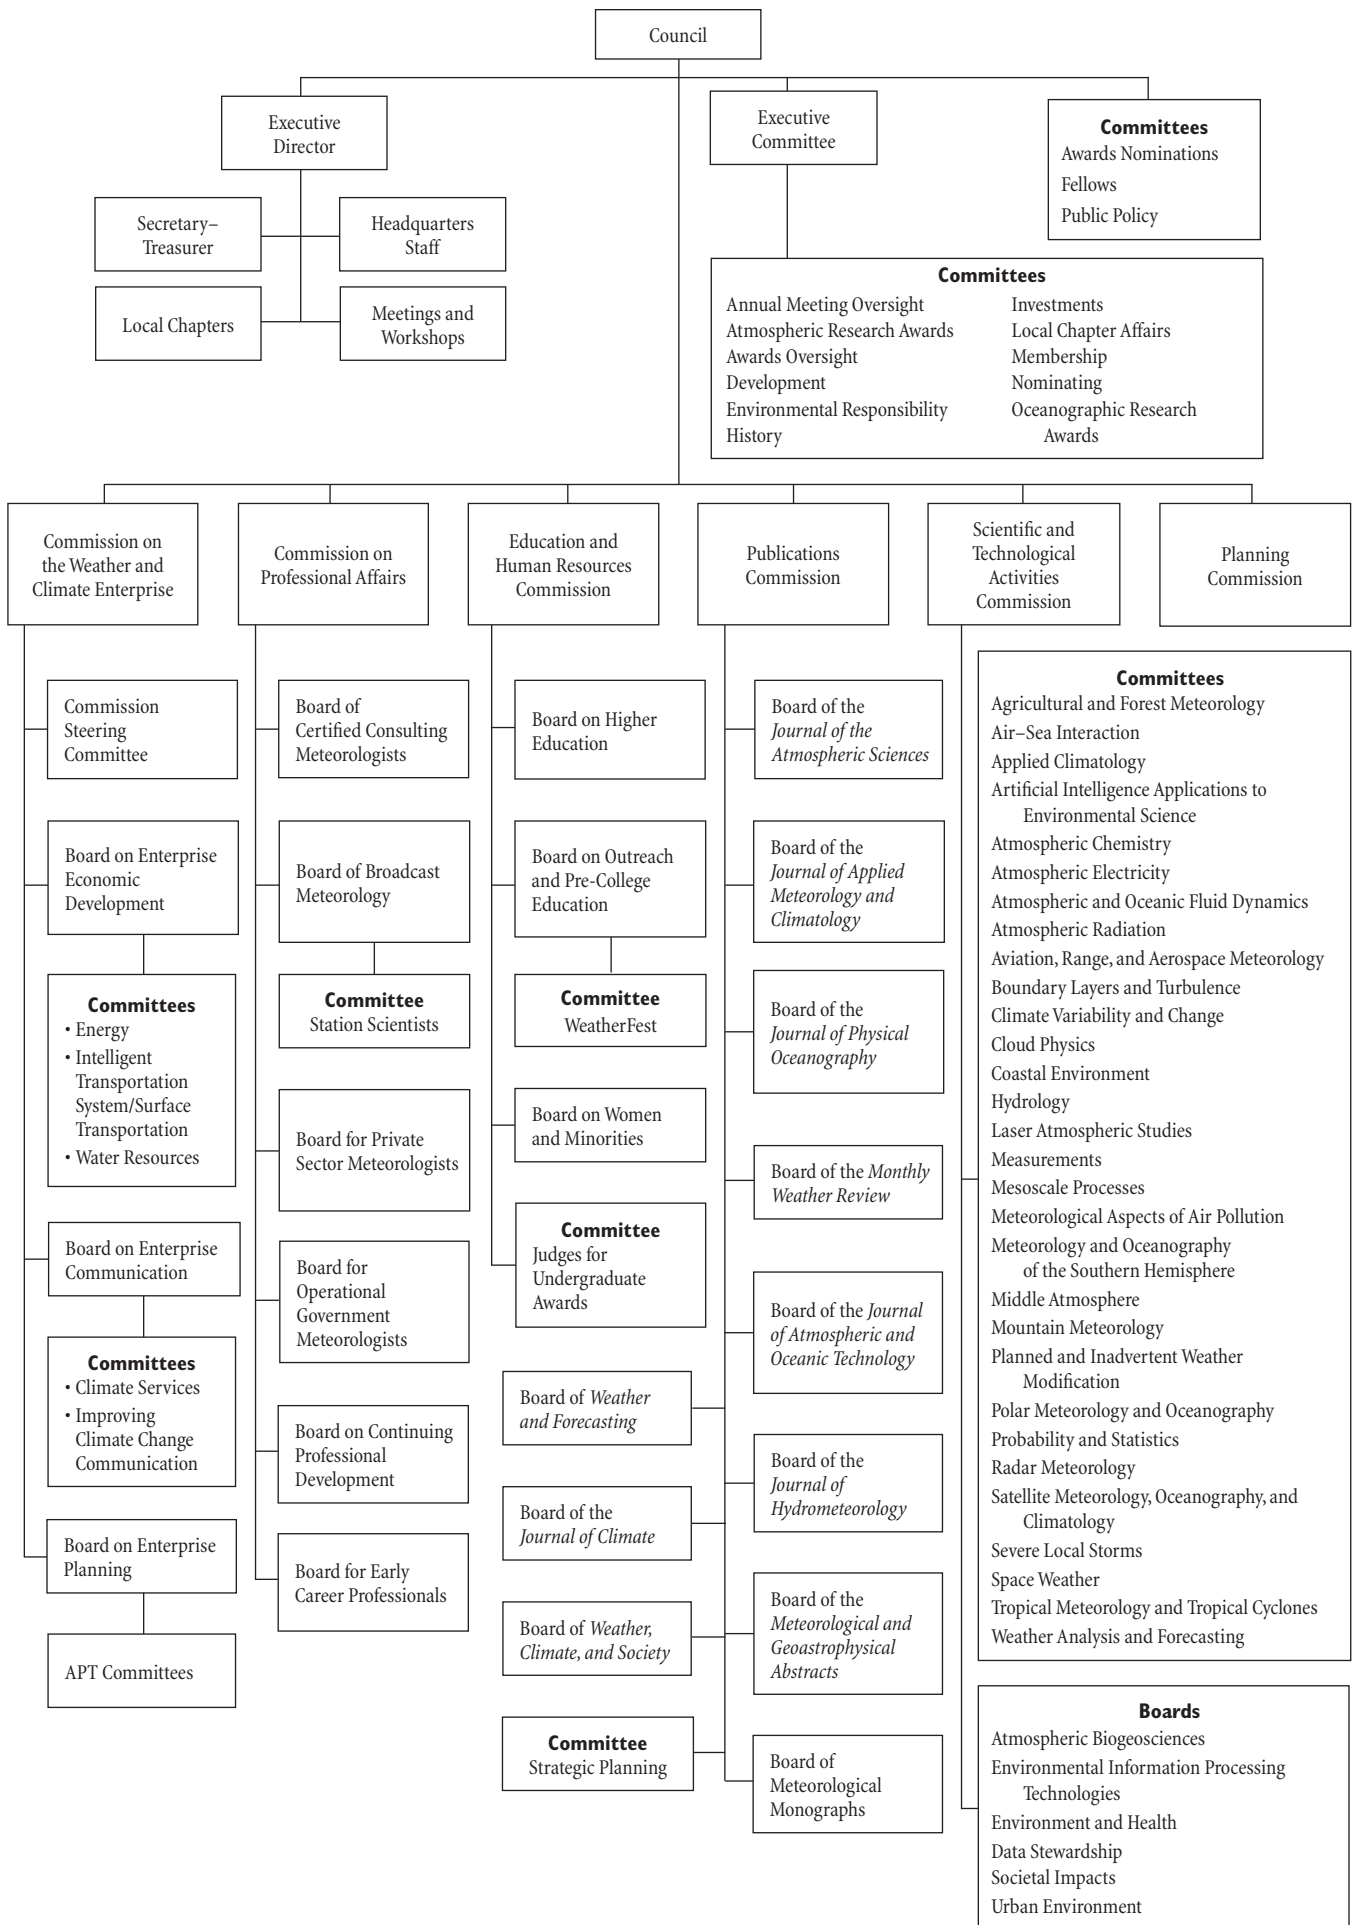 Council
Executive
Director
Executive
Committee
Committees
Awards Nominations
Fellows
Public Policy
Secretary–
Treasurer
Headquarters
Staff
Local Chapters
Meetings and
Workshops
Committees
Annual Meeting Oversight
Atmospheric Research Awards
Awards Oversight
Development
Environmental Responsibility
History
Investments
Local Chapter Affairs
Membership
Nominating
Oceanographic Research
Awards
Commission on
the Weather and
Climate Enterprise
Commission on
Professional Affairs
Education and
Human Resources
Commission
Publications
Commission
Scientific and
Technological
Activities
Commission
Planning
Commission
Commission
Steering
Committee
Board on Enterprise
Economic
Development
Committees
• Energy
• Intelligent
Transportation
System/Surface
Transportation
• Water Resources
Board on Enterprise
Communication
Committees
• Climate Services
• Improving
Climate Change
Communication
Board on Enterprise
Planning
APT Committees
Board of
Certified Consulting
Meteorologists
Board of Broadcast
Meteorology
Committee
Station Scientists
Board for Private
Sector Meteorologists
Board for
Operational
Government
Meteorologists
Board on Continuing
Professional
Development
Board for Early
Career Professionals
Board on Higher
Education
Board on Outreach
and Pre-College
Education
Committee
WeatherFest
Board on Women
and Minorities
Committee
Judges for
Undergraduate
Awards
Board of Weather
and Forecasting
Board of the
Journal of Climate
Board of Weather,
Climate, and Society
Committee
Strategic Planning
Board of the
Journal of the
Atmospheric Sciences
Board of the
Journal of Applied
Meteorology and
Climatology
Board of the
Journal of Physical
Oceanography
Board of the Monthly
Weather Review
Board of the Journal
of Atmospheric and
Oceanic Technology
Board of the
Journal of
Hydrometeorology
Board of the
Meteorological and
Geoastrophysical
Abstracts
Board of
Meteorological
Monographs
Committees
Agricultural and Forest Meteorology
Air–Sea Interaction
Applied Climatology
Artificial Intelligence Applications to
Environmental Science
Atmospheric Chemistry
Atmospheric Electricity
Atmospheric and Oceanic Fluid Dynamics
Atmospheric Radiation
Aviation, Range, and Aerospace Meteorology
Boundary Layers and Turbulence
Climate Variability and Change
Cloud Physics
Coastal Environment
Hydrology
Laser Atmospheric Studies
Measurements
Mesoscale Processes
Meteorological Aspects of Air Pollution
Meteorology and Oceanography
of the Southern Hemisphere
Middle Atmosphere
Mountain Meteorology
Planned and Inadvertent Weather
Modification
Polar Meteorology and Oceanography
Probability and Statistics
Radar Meteorology
Satellite Meteorology, Oceanography, and
Climatology
Severe Local Storms
Space Weather
Tropical Meteorology and Tropical Cyclones
Weather Analysis and Forecasting
Boards
Atmospheric Biogeosciences
Environmental Information Processing
Technologies
Environment and Health
Data Stewardship
Societal Impacts
Urban Environment